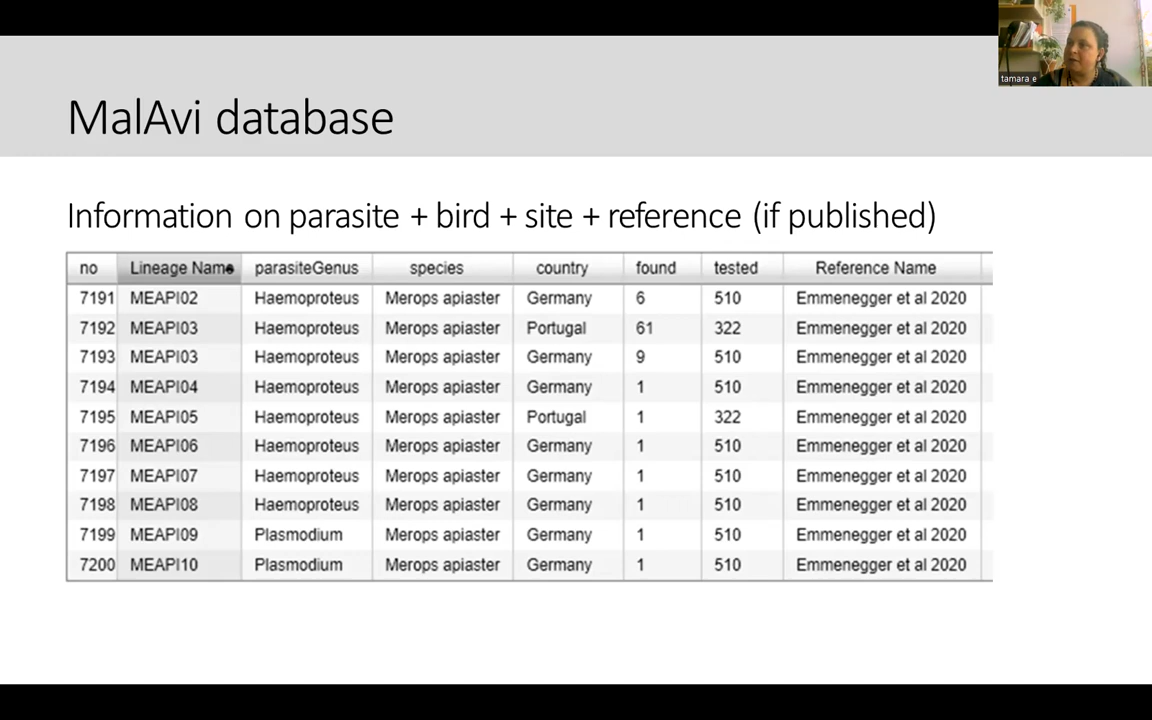 tamara e
MalAvi database
Information on parasite + bird + site + reference (if published)
no Lineage Name parasiteGenus species country found tested Reference Name
7191 MEAPI02 Haemoproteus Merops apiaster Germany 6 510 Emmenegger et al 2020
7192 MEAPI03 Haemoproteus Merops apiaster Portugal 61 322 Emmenegger et al 2020
7193 MEAPI03 Haemoproteus Merops apiaster Germany 9 510 Emmenegger et al 2020
7194 MEAPI04 Haemoproteus Merops apiaster Germany 1 510 Emmenegger et al 2020
7195 MEAPI05 Haemoproteus Merops apiaster Portugal 1 322 Emmenegger et al 2020
7196 MEAPI06 Haemoproteus Merops apiaster Germany 1 510 Emmenegger et al 2020
7197 MEAPI07 Haemoproteus Merops apiaster Germany 1 510 Emmenegger et al 2020
7198 MEAPI08 Haemoproteus Merops apiaster Germany 1 510 Emmenegger et al 2020
7199 MEAPI09 Plasmodium Merops apiaster Germany 1 510 Emmenegger et al 2020
7200 MEAPI10 Plasmodium Merops apiaster Germany 1 510 Emmenegger et al 2020